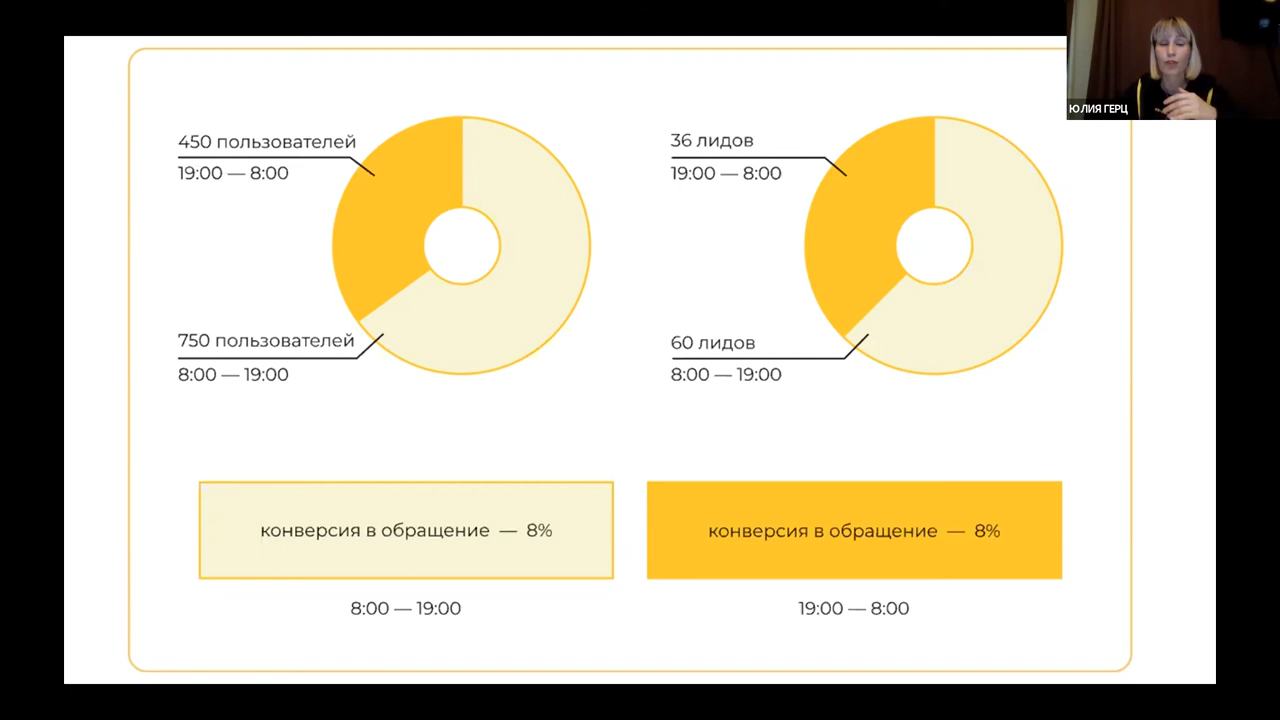 ЮЛИЯ ГЕРЦ
450 пользователей
19:00 — 8:00
750 пользователей
8:00 — 19:00
36 лидов
19:00 — 8:00
60 лидов
8:00 — 19:00
конверсия в обращение — 8%
8:00 — 19:00
конверсия в обращение — 8%
19:00 — 8:00